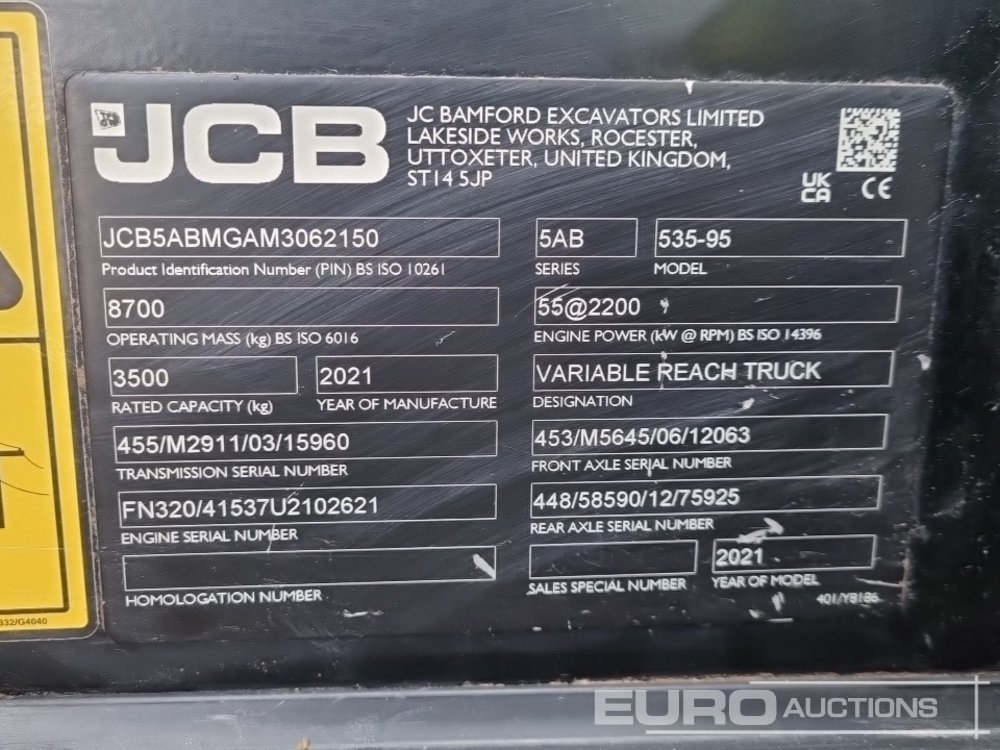 JCB
JC BAMFORD EXCAVATORS LIMITED
LAKESIDE WORKS, ROCESTER,
UTTOXETER, UNITED KINGDOM,
ST14 5JP
UK
CA CE
JCB5ABMGAM3062150 5AB 535-95
Product Identification Number (PIN) BS ISO 10261 SERIES MODEL
8700 55@2200
OPERATING MASS (kg) BS ISO 6016 ENGINE POWER (kW @ RPM) BS ISO 14396
3500 2021 VARIABLE REACH TRUCK
RATED CAPACITY (kg) YEAR OF MANUFACTURE DESIGNATION
455/M2911/03/15960 453/M5645/06/12063
TRANSMISSION SERIAL NUMBER FRONT AXLE SERIAL NUMBER
FN320/41537U2102621 448/58590/12/75925
ENGINE SERIAL NUMBER REAR AXLE SERIAL NUMBER
2021
HOMOLOGATION NUMBER SALES SPECIAL NUMBER YEAR OF MODEL
401/Y8186
332/G4040
EURO AUCTIONS